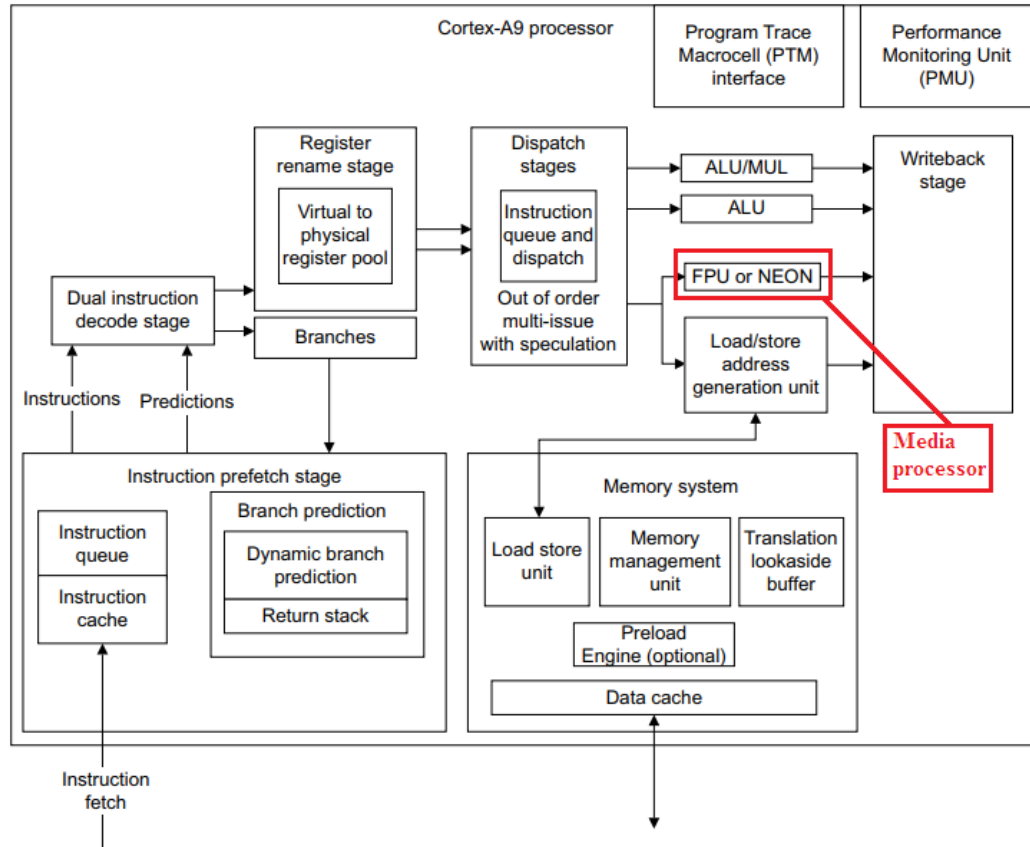 Cortex-A9 processor
Program Trace
Macrocell (PTM)
interface
Performance
Monitoring Unit
(PMU)
Register
rename stage
Virtual to
physical
register pool
Dispatch
stages
Instruction
queue and
dispatch
Out of order
multi-issue
with speculation
ALU/MUL
ALU
FPU or NEON
Load/store
address
generation unit
Writeback
stage
Dual instruction
decode stage
Branches
Instructions
Predictions
Media
processor
Instruction prefetch stage
Instruction
queue
Instruction
cache
Branch prediction
Dynamic branch
prediction
Return stack
Memory system
Load store
unit
Memory
management
unit
Translation
lookaside
buffer
Preload
Engine (optional)
Data cache
Instruction
fetch